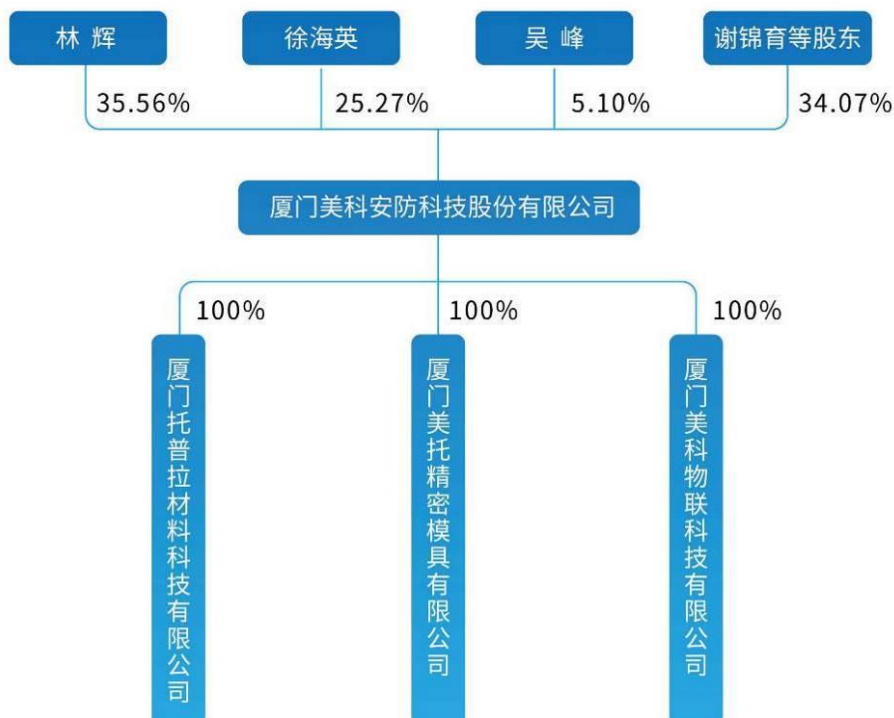 林 辉
徐海英
吴 峰
谢锦育等股东
35.56%
25.27%
5.10%
34.07%
厦门美科安防科技股份有限公司
100%
100%
100%
厦门托普拉材料科技有限公司
厦门美托精密模具有限公司
厦门美科物联科技有限公司